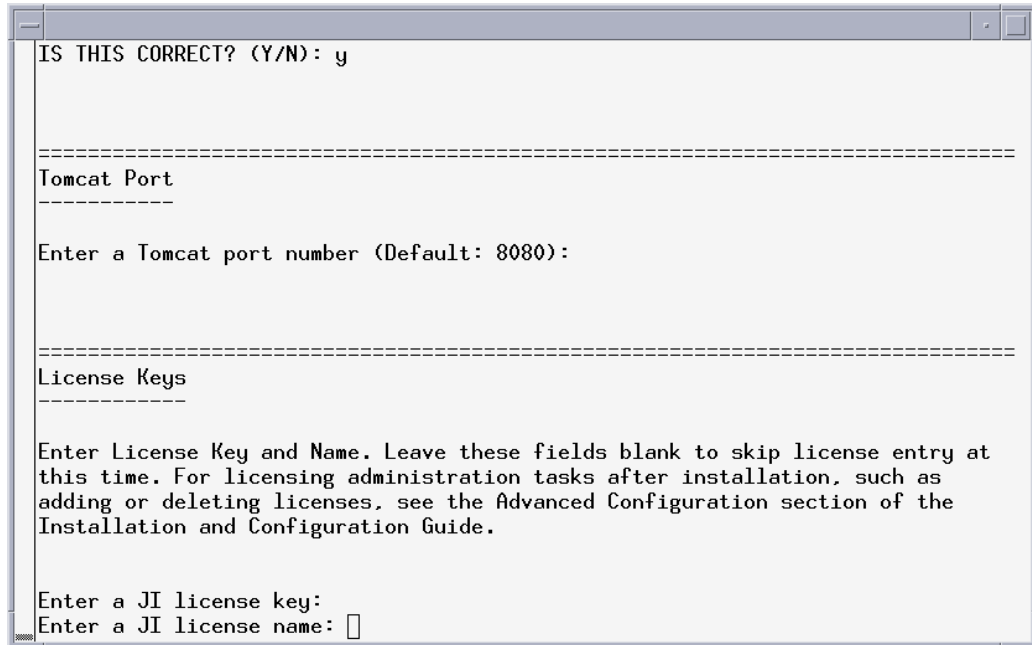 IS THIS CORRECT? (Y/N): y
===============================================================================
Tomcat Port
-----------
Enter a Tomcat port number (Default: 8080):
===============================================================================
License Keys
------------
Enter License Key and Name. Leave these fields blank to skip license entry at
this time. For licensing administration tasks after installation, such as
adding or deleting licenses, see the Advanced Configuration section of the
Installation and Configuration Guide.
Enter a JI license key:
Enter a JI license name: